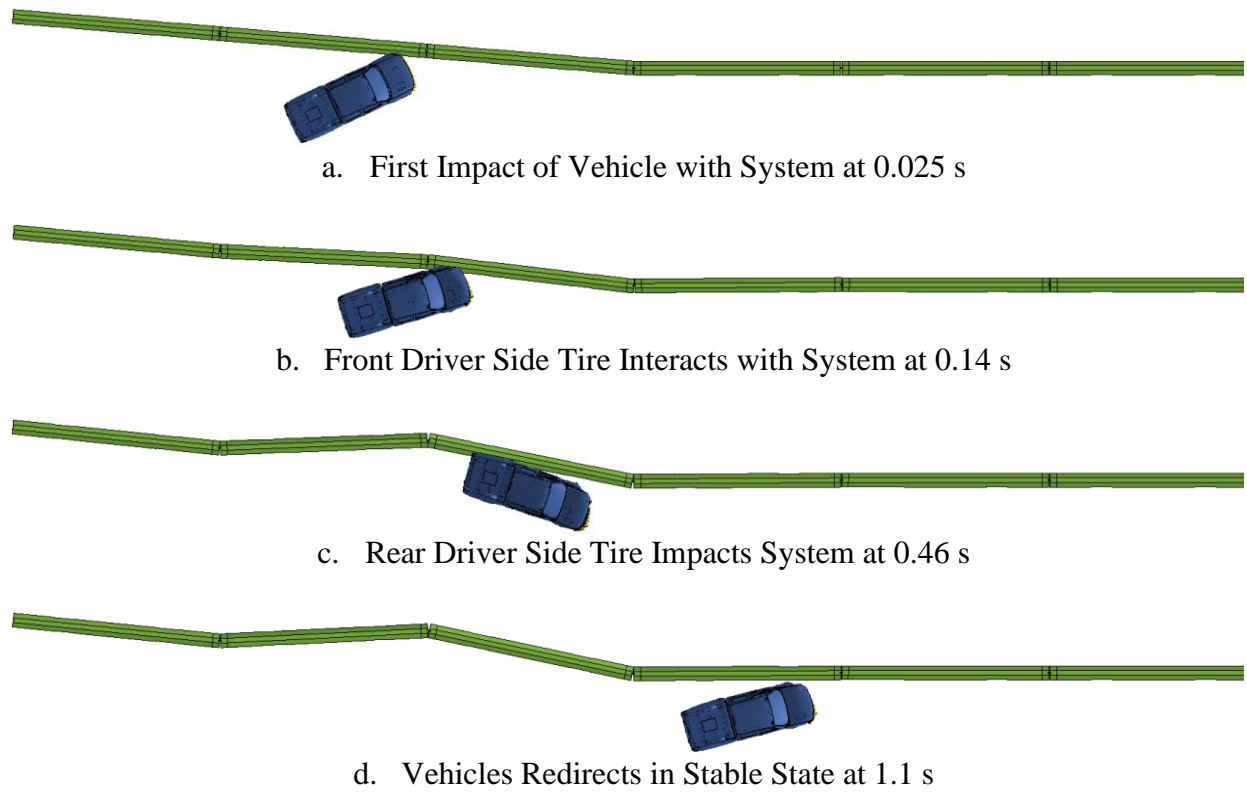 a. First Impact of Vehicle with System at 0.025 s
b. Front Driver Side Tire Interacts with System at 0.14 s
c. Rear Driver Side Tire Impacts System at 0.46 s
d. Vehicles Redirects in Stable State at 1.1 s